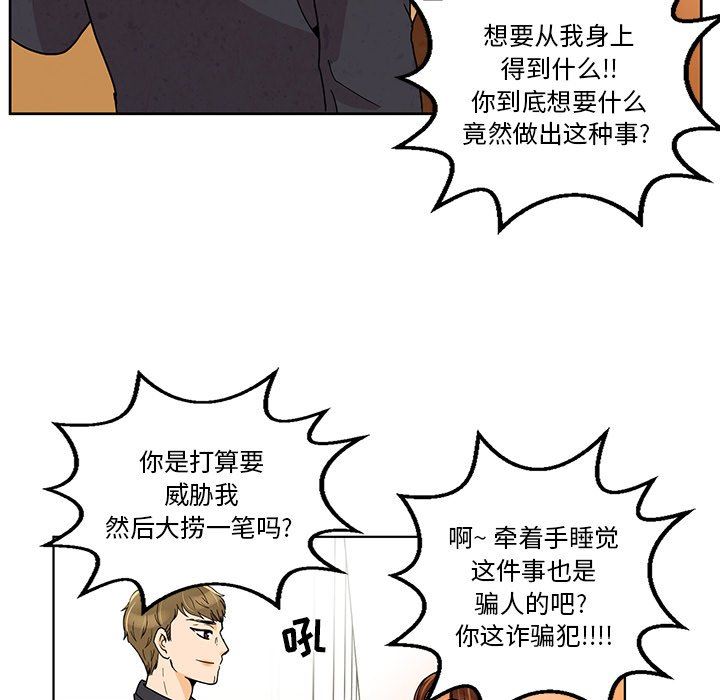 想要从我身上
得到什么!!
你到底想要什么
竟然做出这种事?
你是打算要
威胁我
然后大捞一笔吗?
啊~ 牵着手睡觉
这件事也是
骗人的吧?
你这诈骗犯!!!!
吼